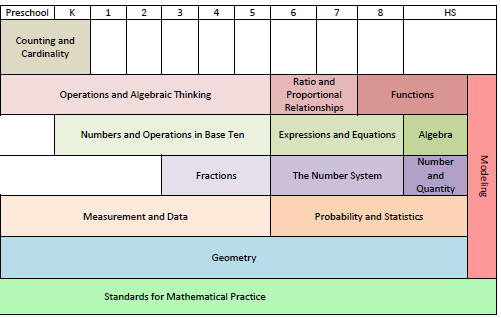 Preschool K 1 2 3 4 5 6 7 8 HS
Counting and
Cardinality
Operations and Algebraic Thinking
Ratio and
Proportional
Relationships
Functions
Modeling
Numbers and Operations in Base Ten
Expressions and Equations
Algebra
Fractions
The Number System
Number
and
Quantity
Measurement and Data
Probability and Statistics
Geometry
Standards for Mathematical Practice